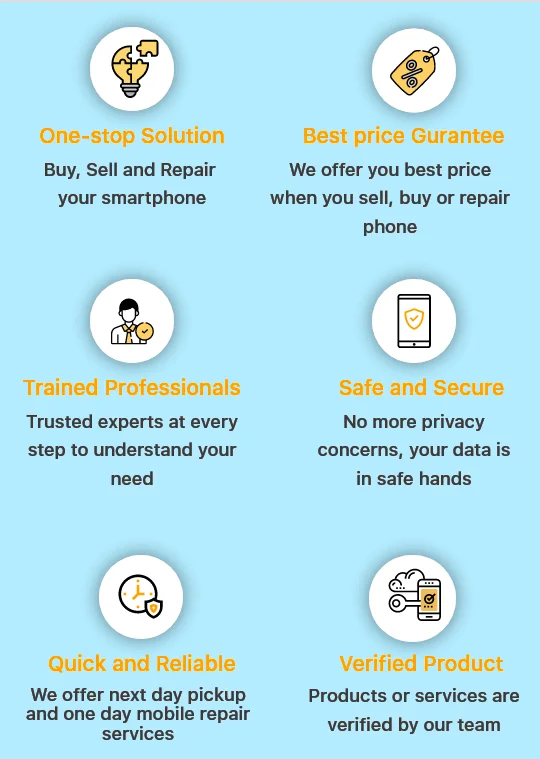 One-stop Solution
Buy, Sell and Repair
your smartphone
Best price Gurantee
We offer you best price
when you sell, buy or repair
phone
Trained Professionals
Trusted experts at every
step to understand your
need
Safe and Secure
No more privacy
concerns, your data is
in safe hands
Quick and Reliable
We offer next day pickup
and one day mobile repair
services
Verified Product
Products or services are
verified by our team